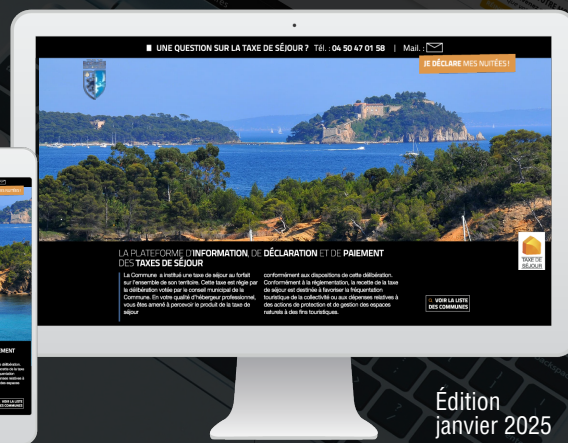 UNE QUESTION SUR LA TAXE DE SÉJOUR ? Tél. : 04 50 47 01 58 | Mail. :
JE DÉCLARE MES NUITÉES !
LA PLATEFORME D'INFORMATION, DE DÉCLARATION ET DE PAIEMENT
DES TAXES DE SÉJOUR
La Commune a institué une taxe de séjour au forfait
sur l'ensemble de son territoire. Cette taxe est régie par
la délibération votée par le conseil municipal de la
Commune. En votre qualité d'hébergeur professionnel,
vous êtes amené à percevoir le produit de la taxe de
séjour
conformément aux dispositions de cette délibération.
Conformément à la réglementation, la recette de la taxe
de séjour est destinée à favoriser la fréquentation
touristique de la collectivité ou aux dépenses relatives à
des actions de protection et de gestion des espaces
naturels à des fins touristiques.
VOIR LA LISTE
DES COMMUNES
TAXE DE
SÉJOUR
Édition
janvier 2025